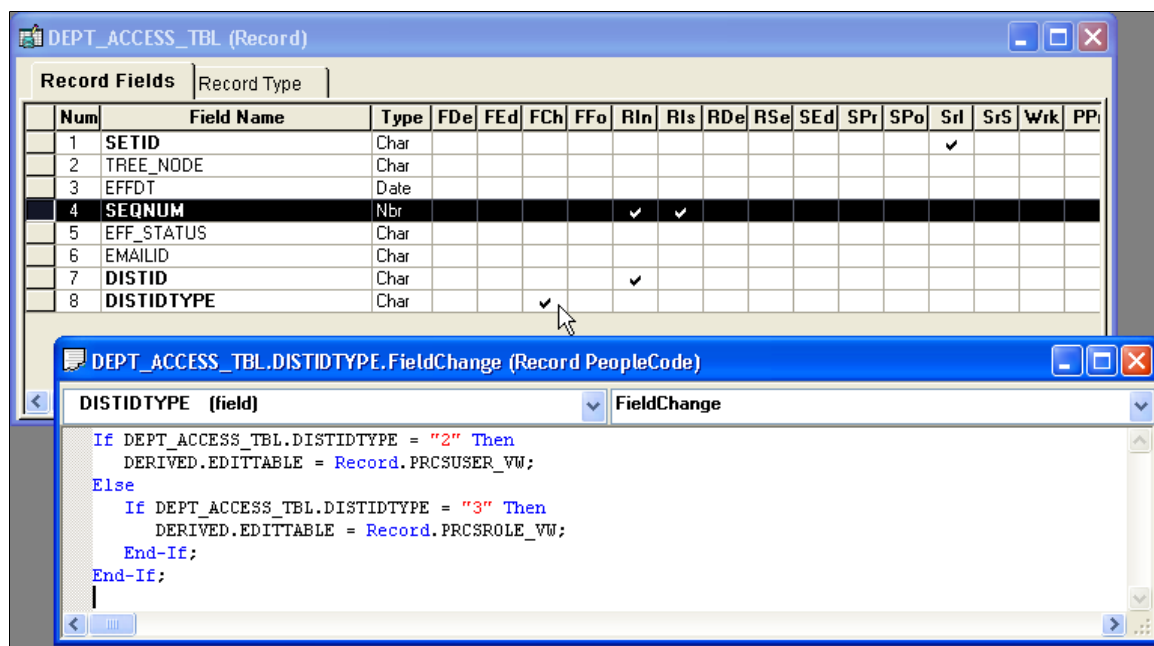 DEPT_ACCESS_TBL (Record)
Record Fields Record Type
Num Field Name Type FDe FEd FCh FFo RIn RIs RDe RSe SEd SPr SPo SrI SrS Wrk PPr
1 SETID Char
2 TREE_NODE Char
3 EFFDT Date
4 SEQNUM Nbr
5 EFF_STATUS Char
6 EMAILID Char
7 DISTID Char
8 DISTIDTYPE Char
DEPT_ACCESS_TBL.DISTIDTYPE.FieldChange (Record PeopleCode)
DISTIDTYPE (field) FieldChange
If DEPT_ACCESS_TBL.DISTIDTYPE = "2" Then
DERIVED.EDITTABLE = Record.PRCSUSER_VW;
Else
If DEPT_ACCESS_TBL.DISTIDTYPE = "3" Then
DERIVED.EDITTABLE = Record.PRCSROLE_VW;
End-If;
End-If;